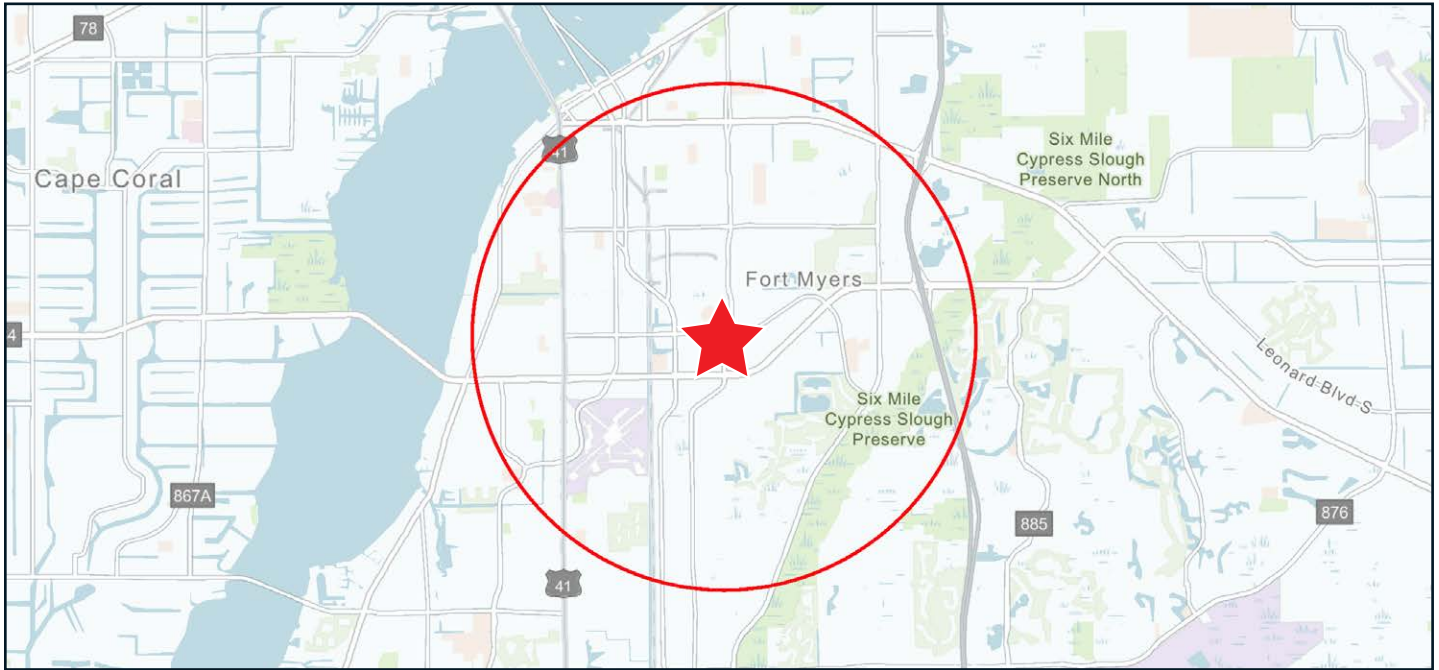 78
41
Six Mile
Cypress Slough
Preserve North
Cape Coral
Fort Myers
4
Leonard Blvd S
Six Mile
Cypress Slough
Preserve
867A
885
876
41